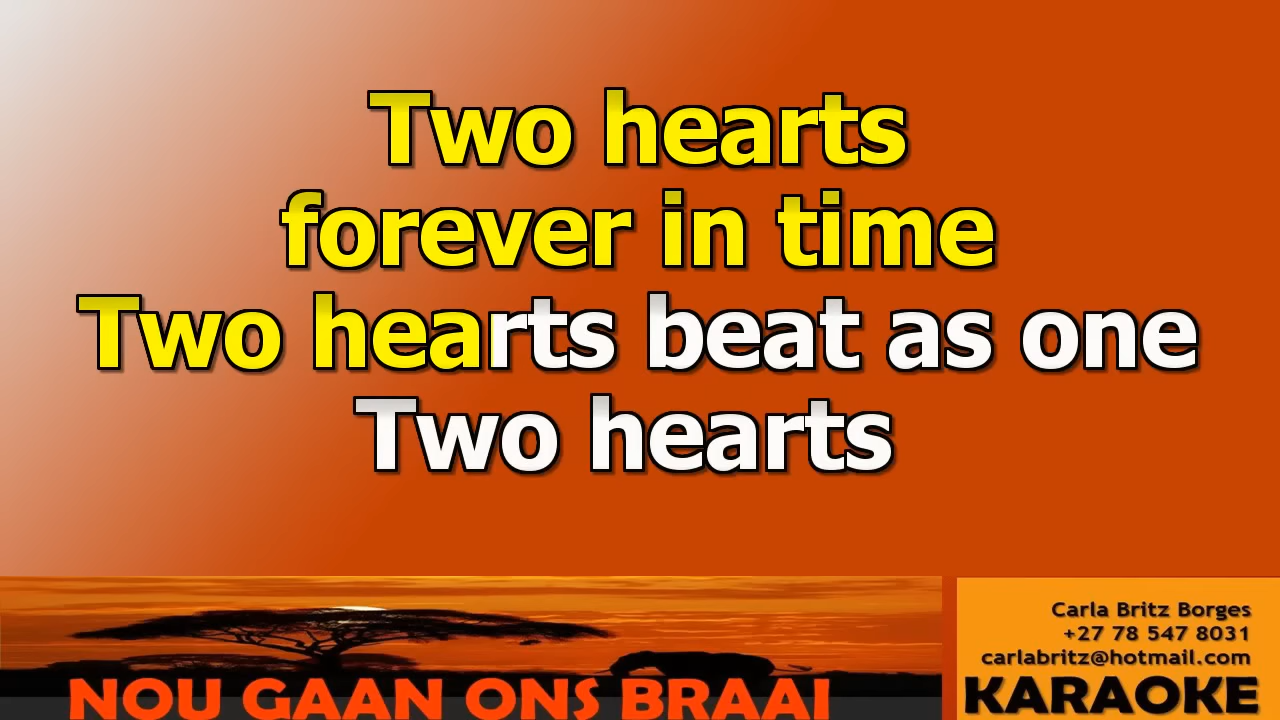 Two hearts
forever in time
Two hearts beat as one
Two hearts
Carla Britz Borges
+27 78 547 8031
carlabritz@hotmail.com
NOU GAAN ONS BRAAI
KARAOKE